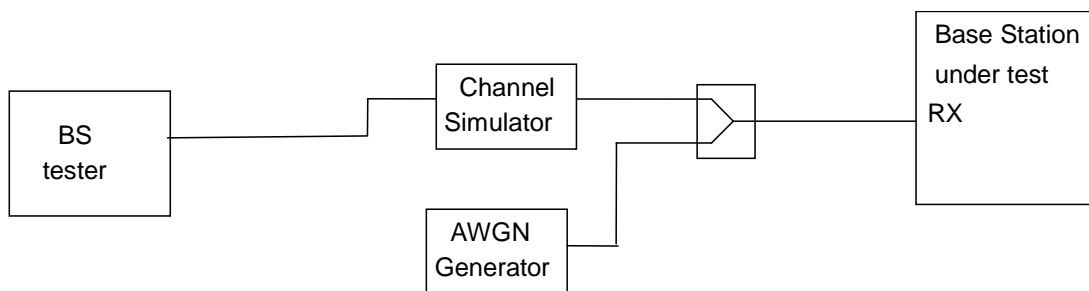 BS
tester
Channel
Simulator
AWGN
Generator
Base Station
under test
RX